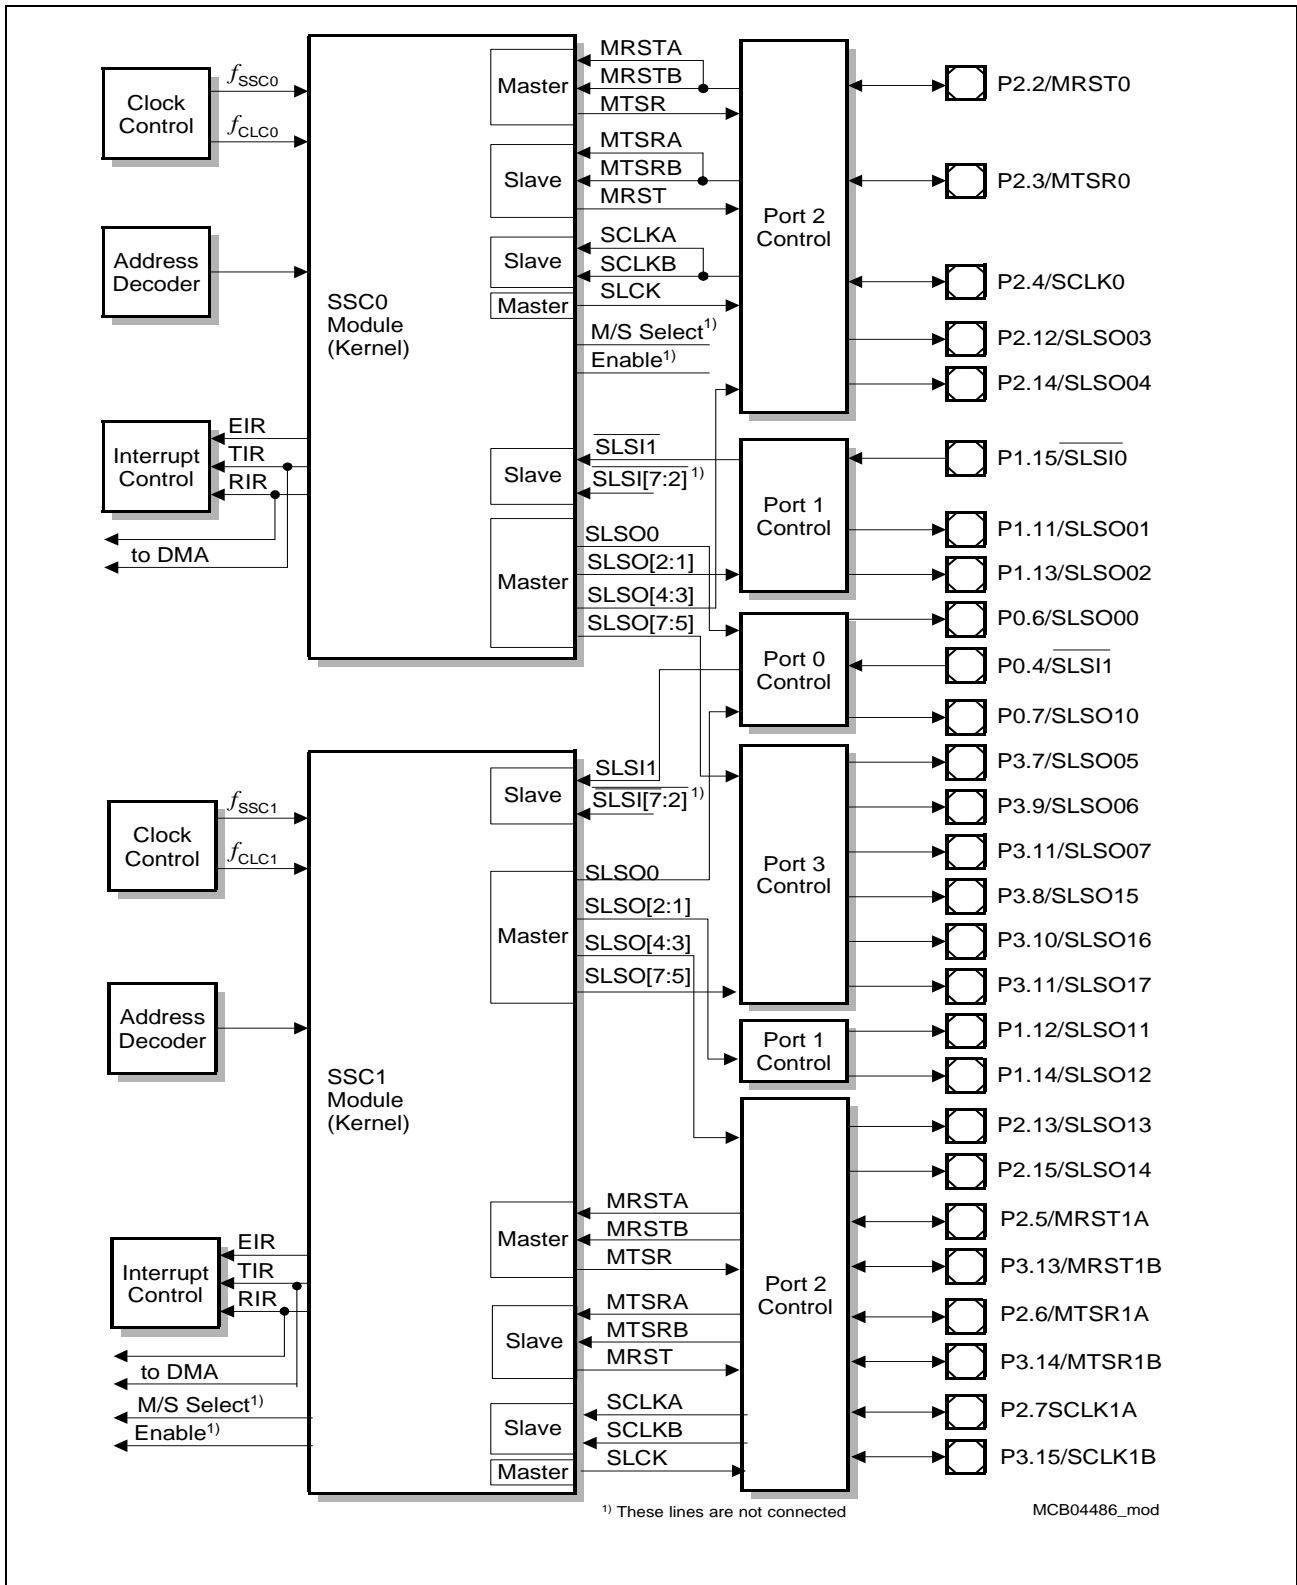 MRSTA
MRSTB
MTSR
Master
fSSC0
Clock
Control
fCLC0
P2.2/MRST0
MTSRA
MTSRB
MRST
Slave
P2.3/MTSR0
Port 2
Control
SCLKA
SCLKB
SLCK
Slave
Master
Address
Decoder
SSC0
Module
(Kernel)
M/S Select1)
Enable1)
P2.4/SCLK0
P2.12/SLSO03
P2.14/SLSO04
EIR
TIR
RIR
Interrupt
Control
to DMA
SLSI1
SLSI[7:2]1)
Slave
P1.15/SLSI0
Port 1
Control
P1.11/SLSO01
P1.13/SLSO02
SLSO0
SLSO[2:1]
SLSO[4:3]
SLSO[7:5]
Master
P0.6/SLSO00
Port 0
Control
P0.4/SLSI1
P0.7/SLSO10
SLSI1
SLSI[7:2]1)
Slave
P3.7/SLSO05
P3.9/SLSO06
P3.11/SLSO07
P3.8/SLSO15
P3.10/SLSO16
P3.11/SLSO17
Port 3
Control
fSSC1
Clock
Control
fCLC1
SLSO0
SLSO[2:1]
SLSO[4:3]
SLSO[7:5]
Master
Address
Decoder
Port 1
Control
P1.12/SLSO11
P1.14/SLSO12
SSC1
Module
(Kernel)
P2.13/SLSO13
P2.15/SLSO14
MRSTA
MRSTB
MTSR
Master
P2.5/MRST1A
P3.13/MRST1B
EIR
TIR
RIR
Interrupt
Control
to DMA
M/S Select1)
Enable1)
Port 2
Control
MTSRA
MTSRB
MRST
Slave
P2.6/MTSR1A
P3.14/MTSR1B
SCLKA
SCLKB
SLCK
Slave
Master
P2.7SCLK1A
P3.15/SCLK1B
1) These lines are not connected
MCB04486_mod